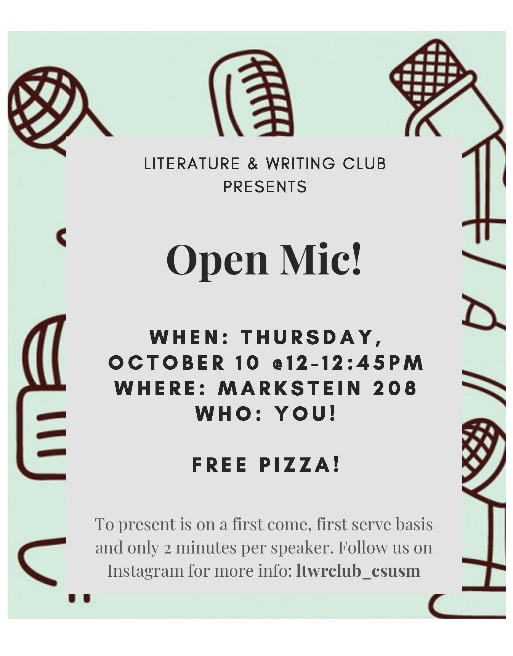 LITERATURE & WRITING CLUB
PRESENTS
Open Mic!
WHEN: THURSDAY,
OCTOBER 10 @12-12:45PM
WHERE: MARKSTEIN 208
WHO: YOU!
FREE PIZZA!
To present is on a first come, first serve basis
and only 2 minutes per speaker. Follow us on
Instagram for more info: ltwrclub_csusm